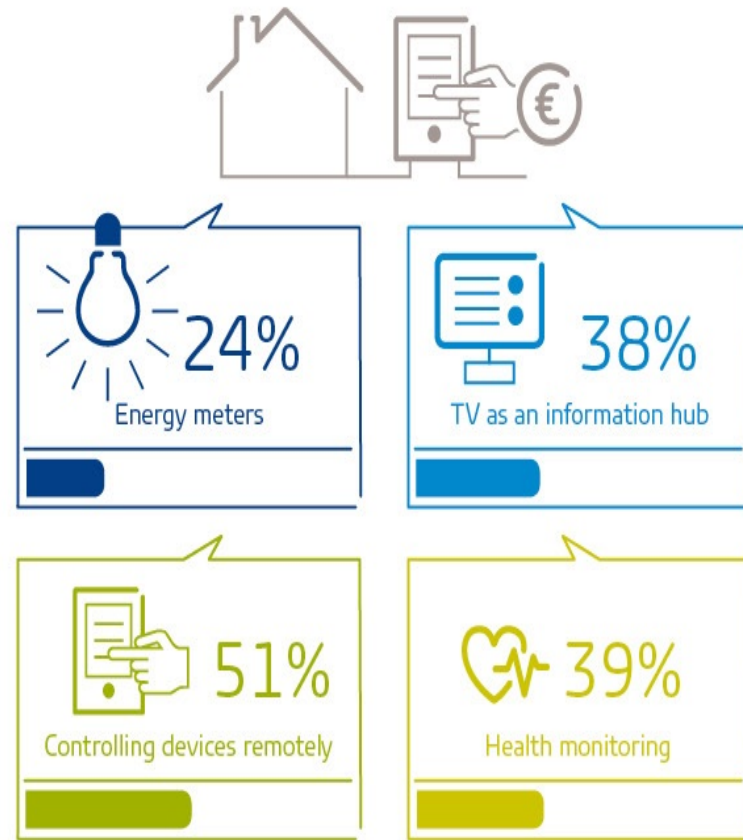 €
24%
Energy meters
38%
TV as an information hub
51%
Controlling devices remotely
39%
Health monitoring